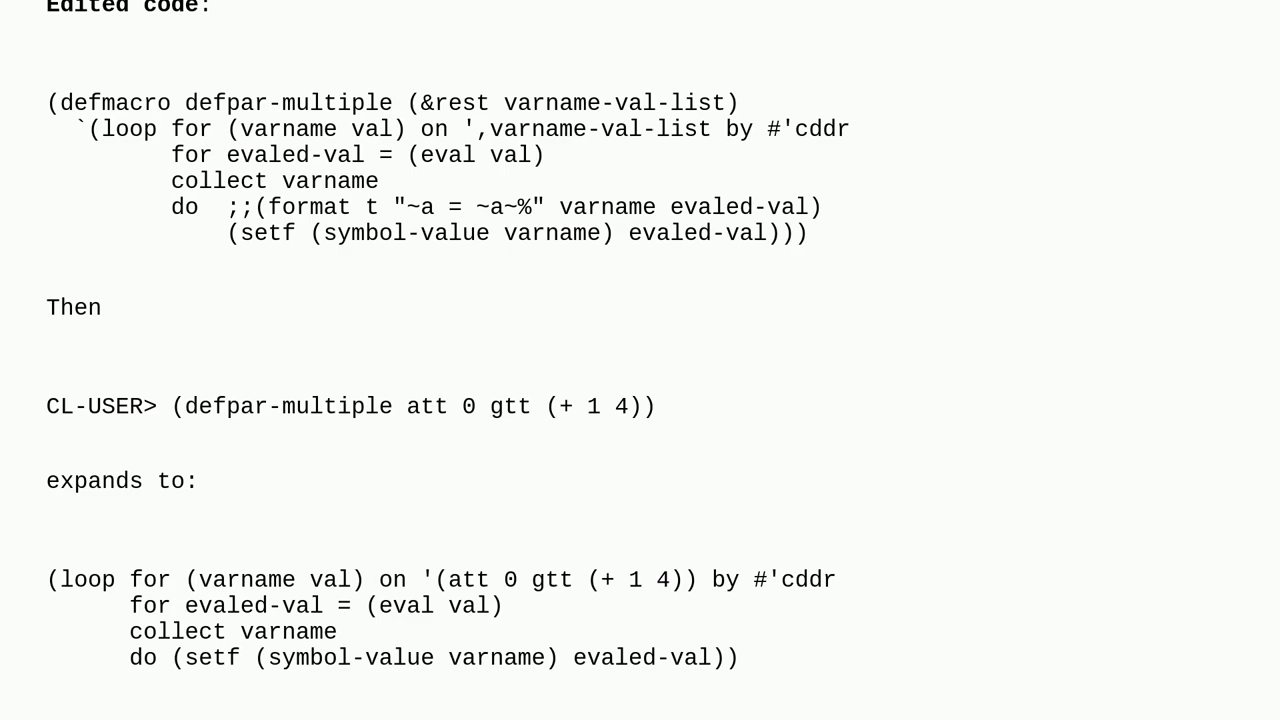 Edited code:
(defmacro defpar-multiple (&rest varname-val-list)
  `(loop for (varname val) on ',varname-val-list by #'cddr
         for evaled-val = (eval val)
         collect varname
         do  ;;(format t "~a = ~a~%" varname evaled-val)
             (setf (symbol-value varname) evaled-val)))
Then
CL-USER> (defpar-multiple att 0 gtt (+ 1 4))
expands to:
(loop for (varname val) on '(att 0 gtt (+ 1 4)) by #'cddr
      for evaled-val = (eval val)
      collect varname
      do (setf (symbol-value varname) evaled-val))